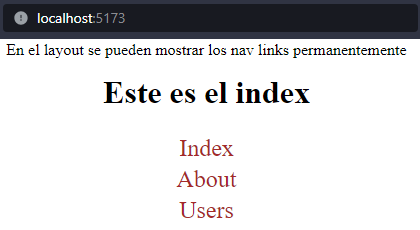 localhost:5173
En el layout se pueden mostrar los nav links permanentemente
Este es el index
Index
About
Users